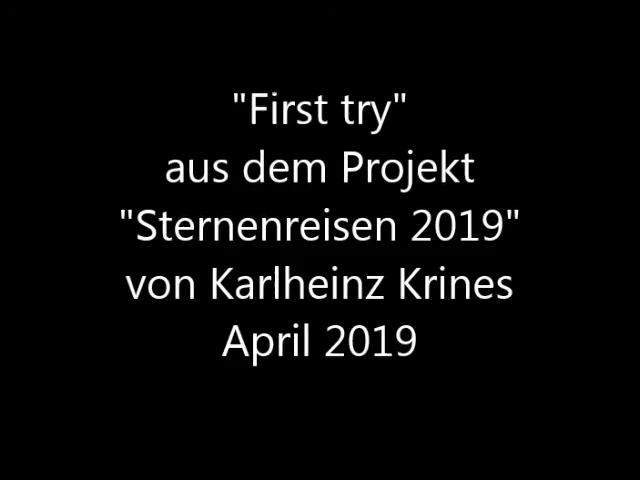 "First try"
aus dem Projekt
"Sternenreisen 2019"
von Karlheinz Krines
April 2019